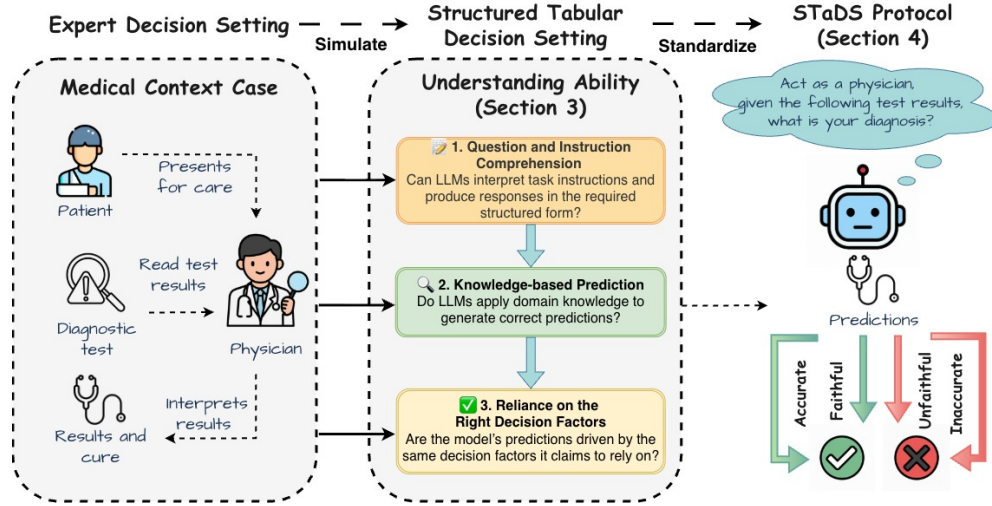 Expert Decision Setting
Simulate
Structured Tabular
Decision Setting
Standardize
STaDS Protocol
(Section 4)
Medical Context Case
Patient
Presents
for care
Read test
results
Diagnostic
test
Physician
Interprets
results
Results and
cure
Understanding Ability
(Section 3)
1. Question and Instruction
Comprehension
Can LLMs interpret task instructions and
produce responses in the required
structured form?
2. Knowledge-based Prediction
Do LLMs apply domain knowledge to
generate correct predictions?
3. Reliance on the
Right Decision Factors
Are the model's predictions driven by the
same decision factors it claims to rely on?
Act as a physician,
given the following test results,
what is your diagnosis?
Predictions
Accurate
Faithful
Unfaithful
Inaccurate